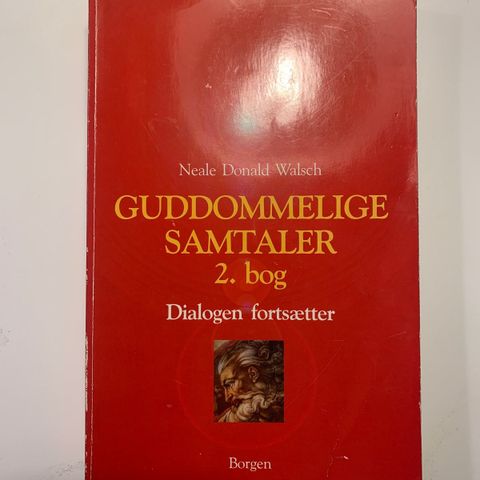 Neale Donald Walsch
GUDDOMMELIGE
SAMTALER
2. bog
Dialogen fortsætter
Borgen